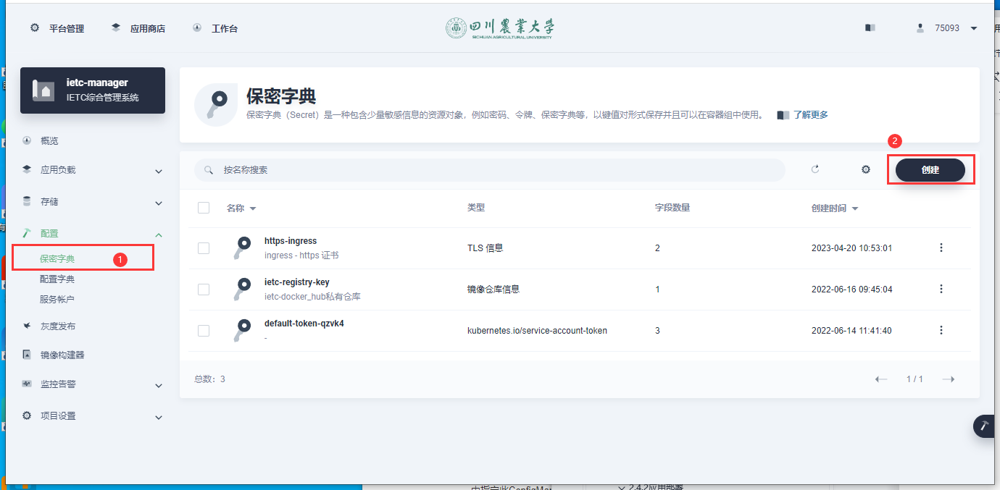 平台管理 应用商店 工作台 四川農業大学 75093
SICHUAN AGRICULTURAL UNIVERSITY
ietc-manager
IETC综合管理系统
概览
应用负载
存储
配置
保密字典 1
配置字典
服务帐户
灰度发布
镜像构建器
监控告警
项目设置
保密字典
保密字典（Secret）是一种包含少量敏感信息的资源对象，例如密码、令牌、保密字典等，以键值对形式保存并且可以在容器组中使用。 了解更多
2
按名称搜索 创建
名称 类型 字段数量 创建时间
https-ingress
ingress - https 证书
TLS 信息 2 2023-04-20 10:53:01
ietc-registry-key
ietc-docker_hub私有仓库
镜像仓库信息 1 2022-06-16 09:45:04
default-token-qzvk4
-
kubernetes.io/service-account-token 3 2022-06-14 11:41:40
总数：3 1 / 1
2.4.2应用部署